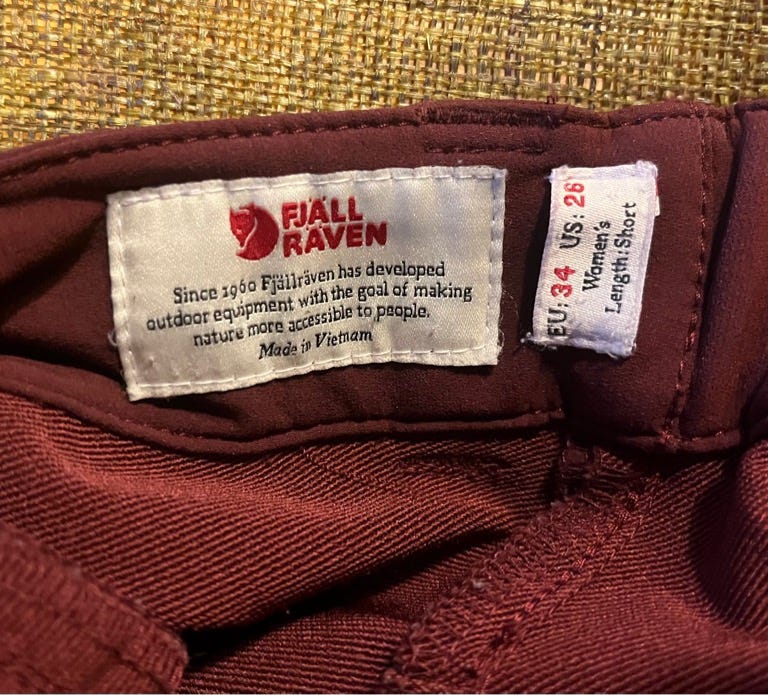 FJÄLL
RÄVEN
Since 1960 Fjällräven has developed
outdoor equipment with the goal of making
nature more accessible to people.
Made in Vietnam
EU: 34 US: 26
Women's
Length: Short